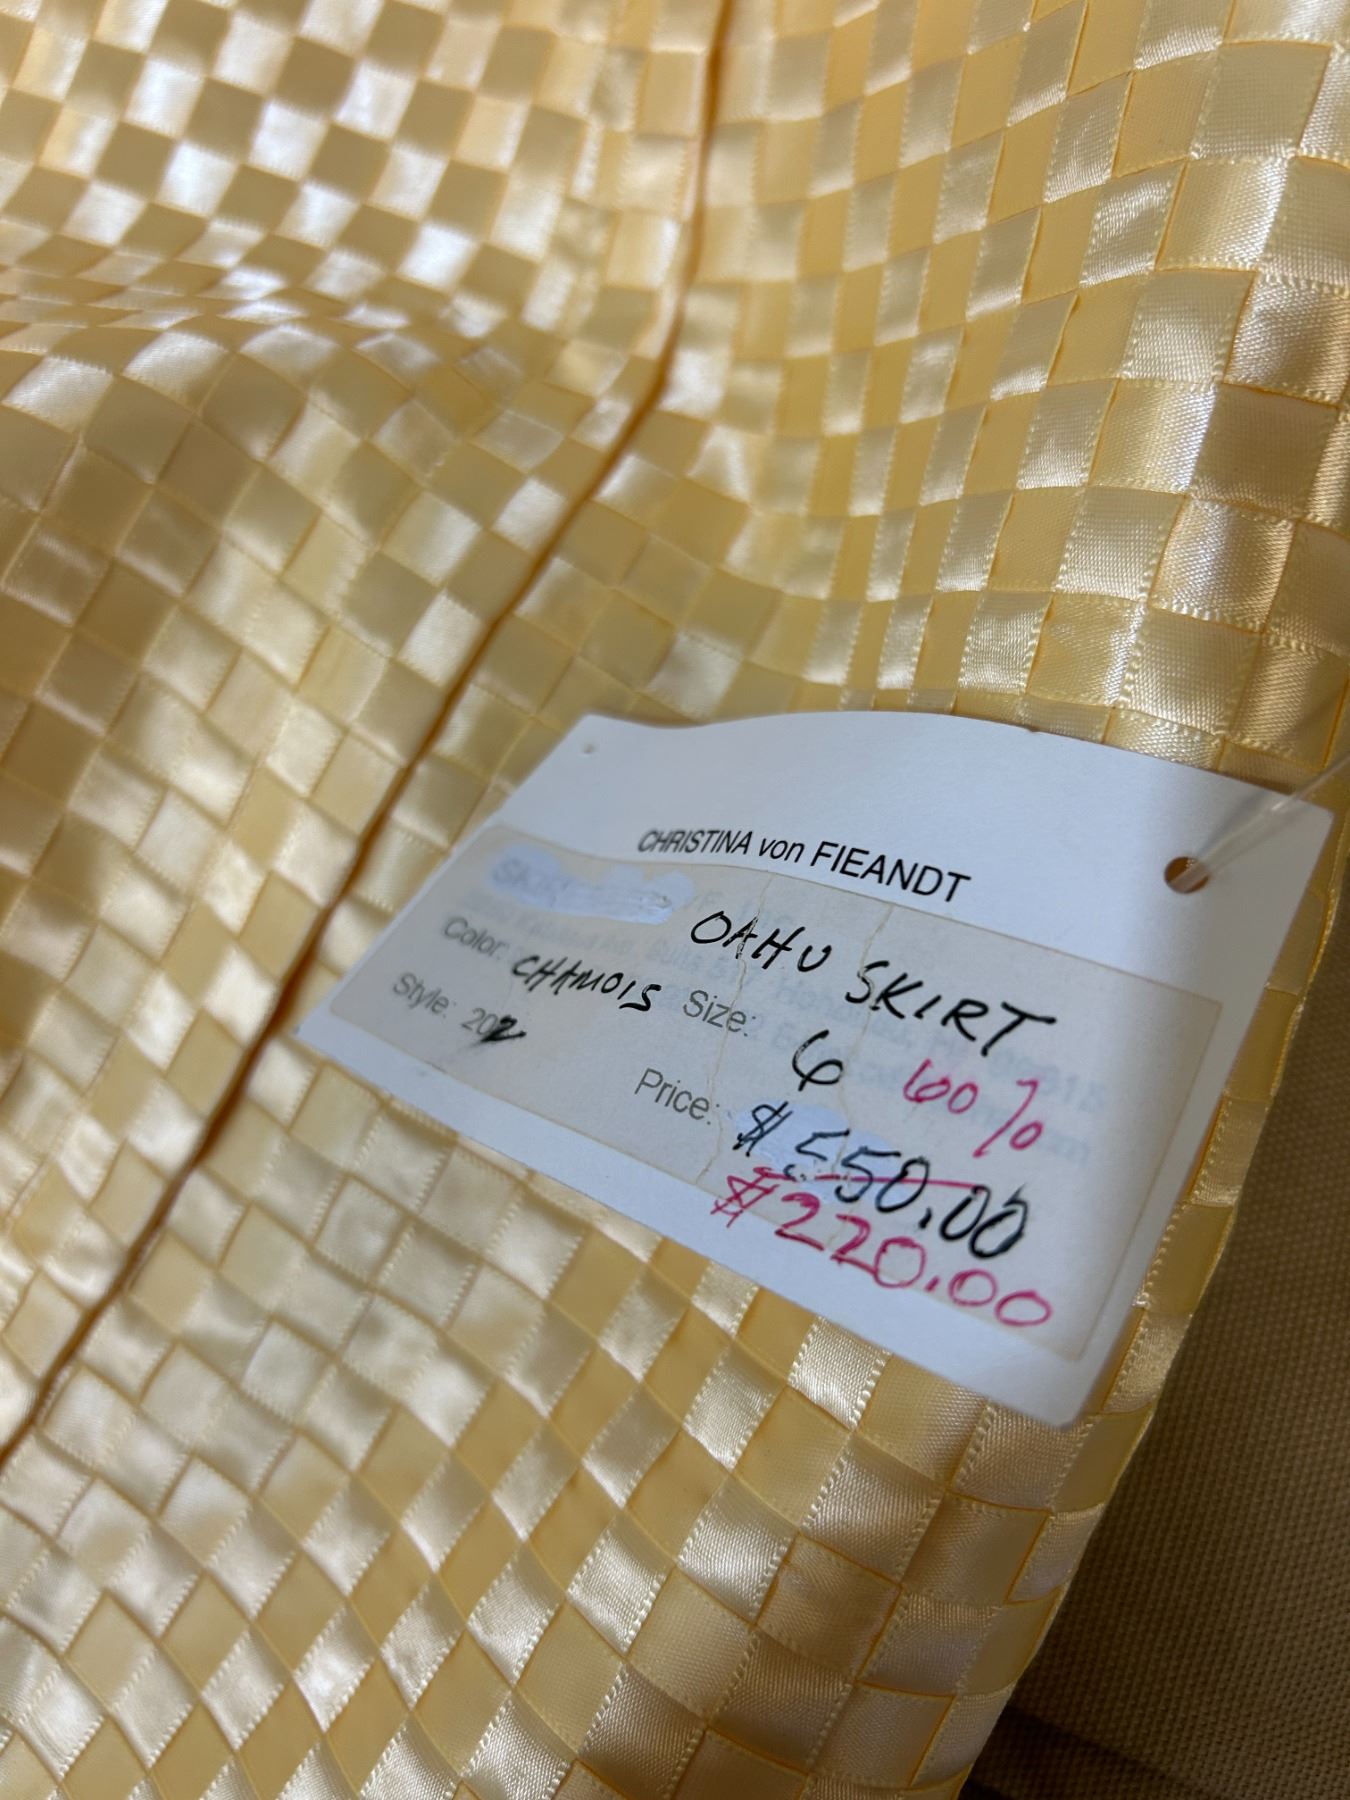 CHRISTINA von FIEANDT
OAHU SKIRT
Color: CHAMOIS Size: 6 60%
Style: 202 Price: $550.00
$220.00